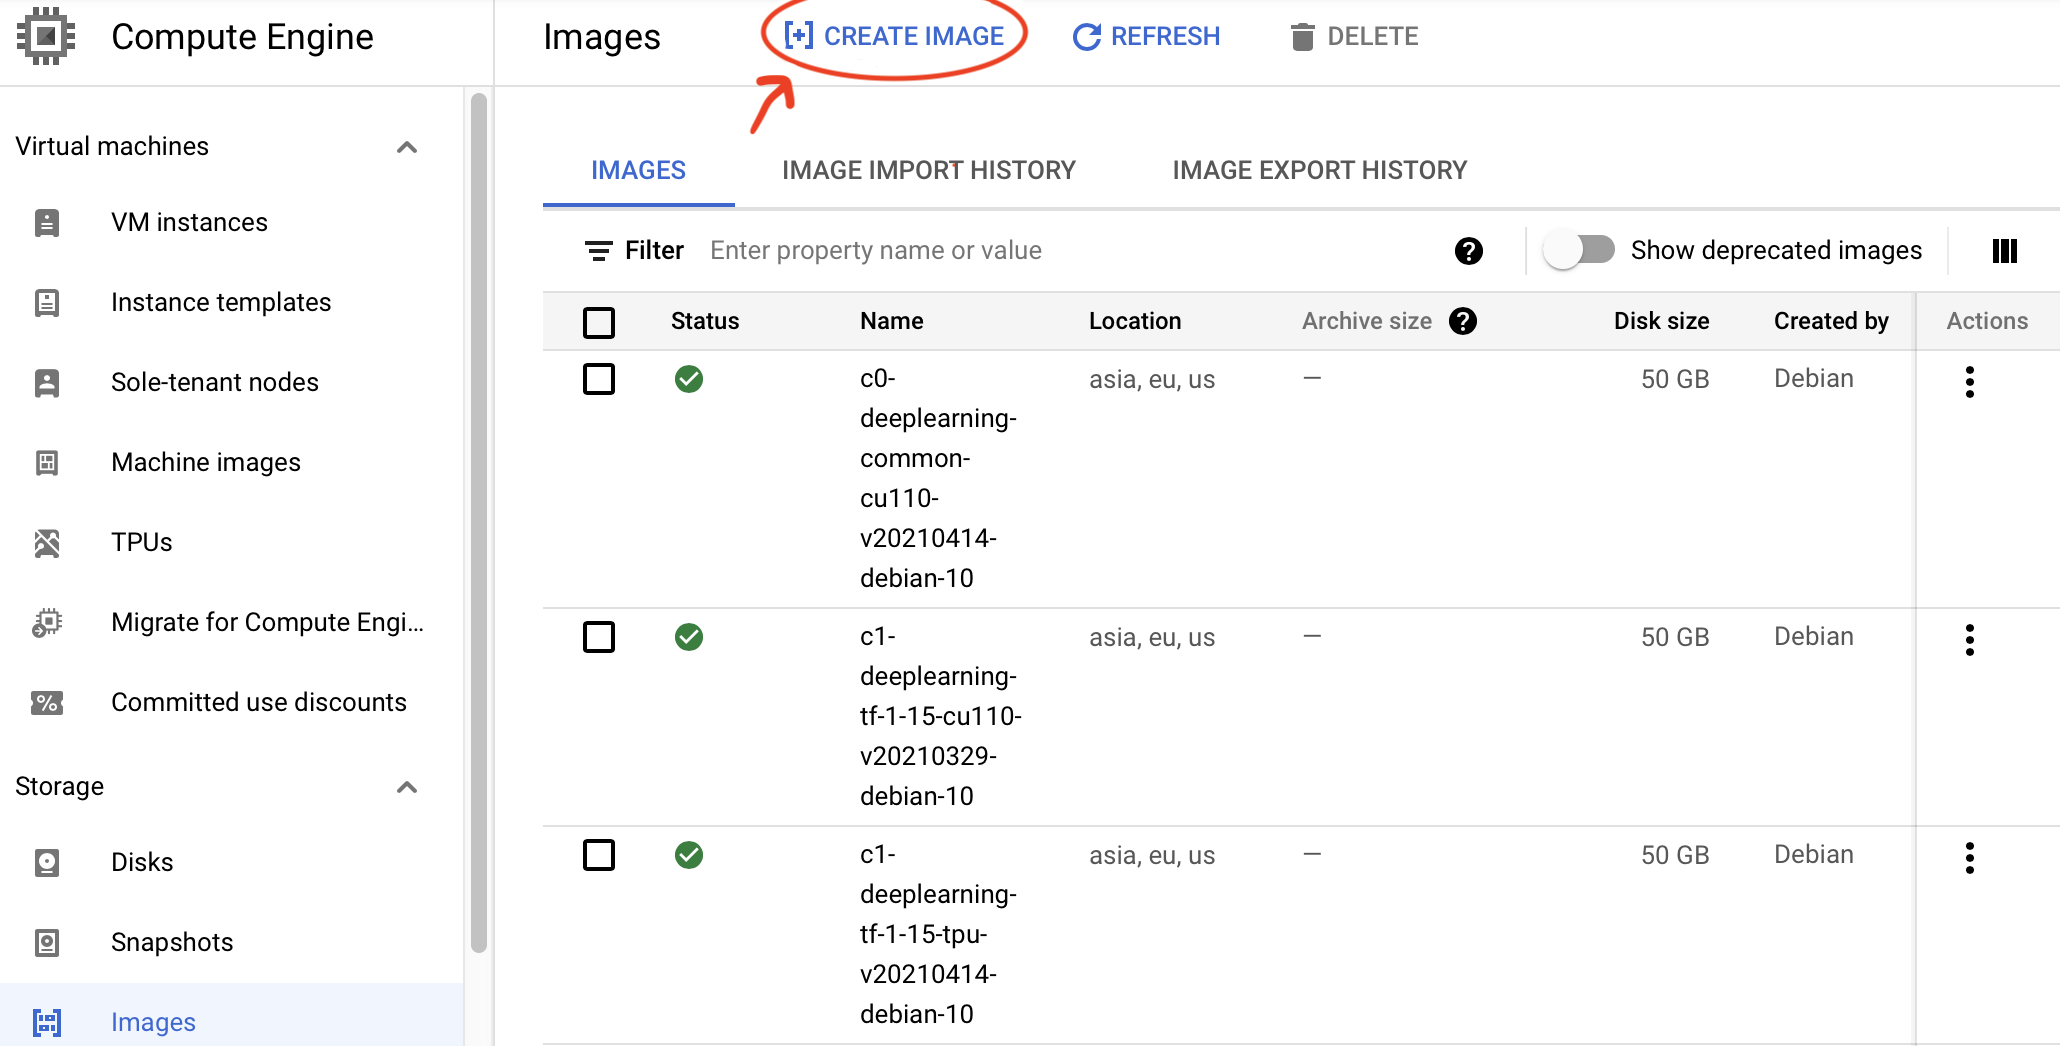 Compute Engine
Images
CREATE IMAGE
REFRESH
DELETE
Virtual machines
VM instances
Instance templates
Sole-tenant nodes
Machine images
TPUs
Migrate for Compute Engi...
Committed use discounts
Storage
Disks
Snapshots
Images
IMAGES
IMAGE IMPORT HISTORY
IMAGE EXPORT HISTORY
Filter
Enter property name or value
?
Show deprecated images
Status
Name
Location
Archive size
?
Disk size
Created by
Actions
c0-
deeplearning-
common-
cu110-
v20210414-
debian-10
asia, eu, us
—
50 GB
Debian
c1-
deeplearning-
tf-1-15-cu110-
v20210329-
debian-10
asia, eu, us
—
50 GB
Debian
c1-
deeplearning-
tf-1-15-tpu-
v20210414-
debian-10
asia, eu, us
—
50 GB
Debian